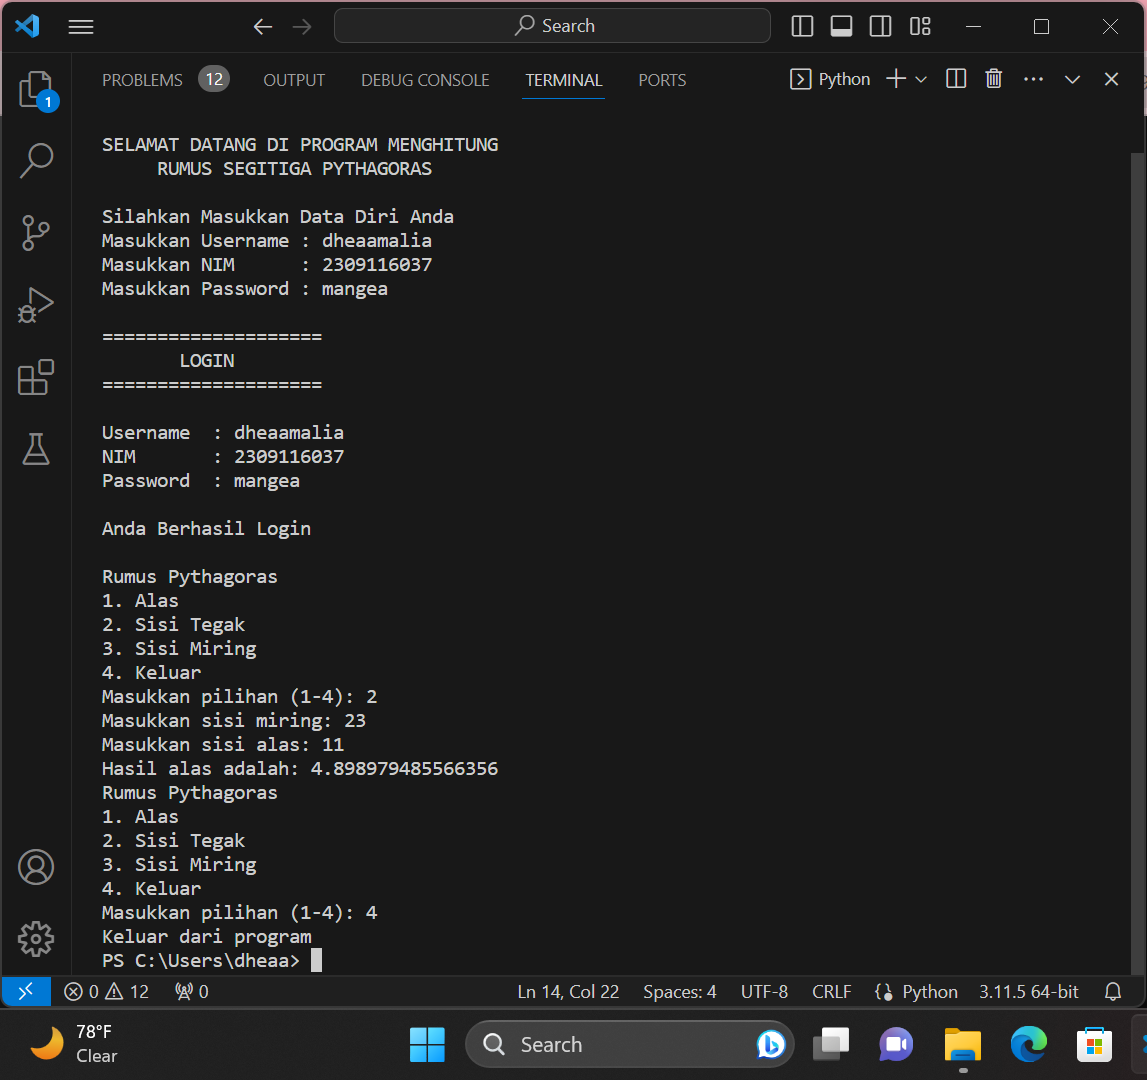 Search
1
PROBLEMS 12 OUTPUT DEBUG CONSOLE TERMINAL PORTS Python
SELAMAT DATANG DI PROGRAM MENGHITUNG
RUMUS SEGITIGA PYTHAGORAS
Silahkan Masukkan Data Diri Anda
Masukkan Username : dheaamalia
Masukkan NIM      : 2309116037
Masukkan Password : mangea
====================
LOGIN
====================
Username  : dheaamalia
NIM       : 2309116037
Password  : mangea
Anda Berhasil Login
Rumus Pythagoras
1. Alas
2. Sisi Tegak
3. Sisi Miring
4. Keluar
Masukkan pilihan (1-4): 2
Masukkan sisi miring: 23
Masukkan sisi alas: 11
Hasil alas adalah: 4.898979485566356
Rumus Pythagoras
1. Alas
2. Sisi Tegak
3. Sisi Miring
4. Keluar
Masukkan pilihan (1-4): 4
Keluar dari program
PS C:\Users\dheaa>
0 12 0 Ln 14, Col 22 Spaces: 4 UTF-8 CRLF Python 3.11.5 64-bit
78°F
Clear
Search